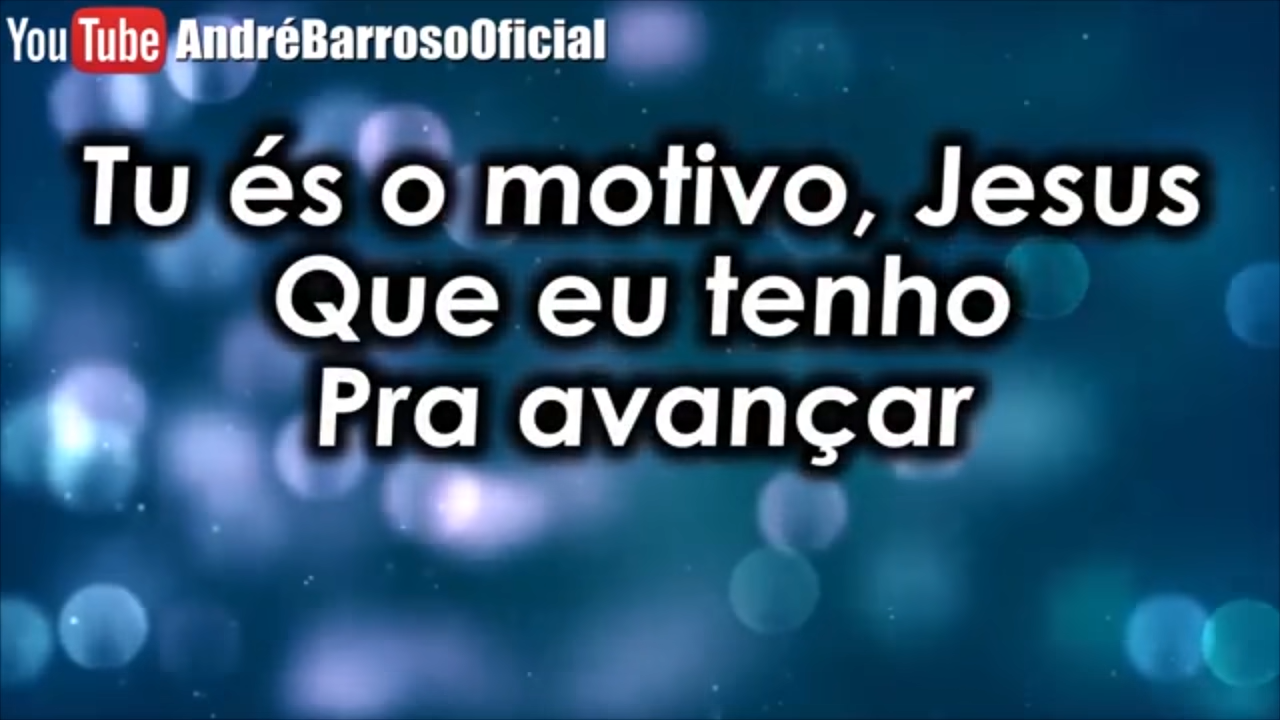 YouTube AndréBarrosoOficial
Tu és o motivo, Jesus
Que eu tenho
Pra avançar